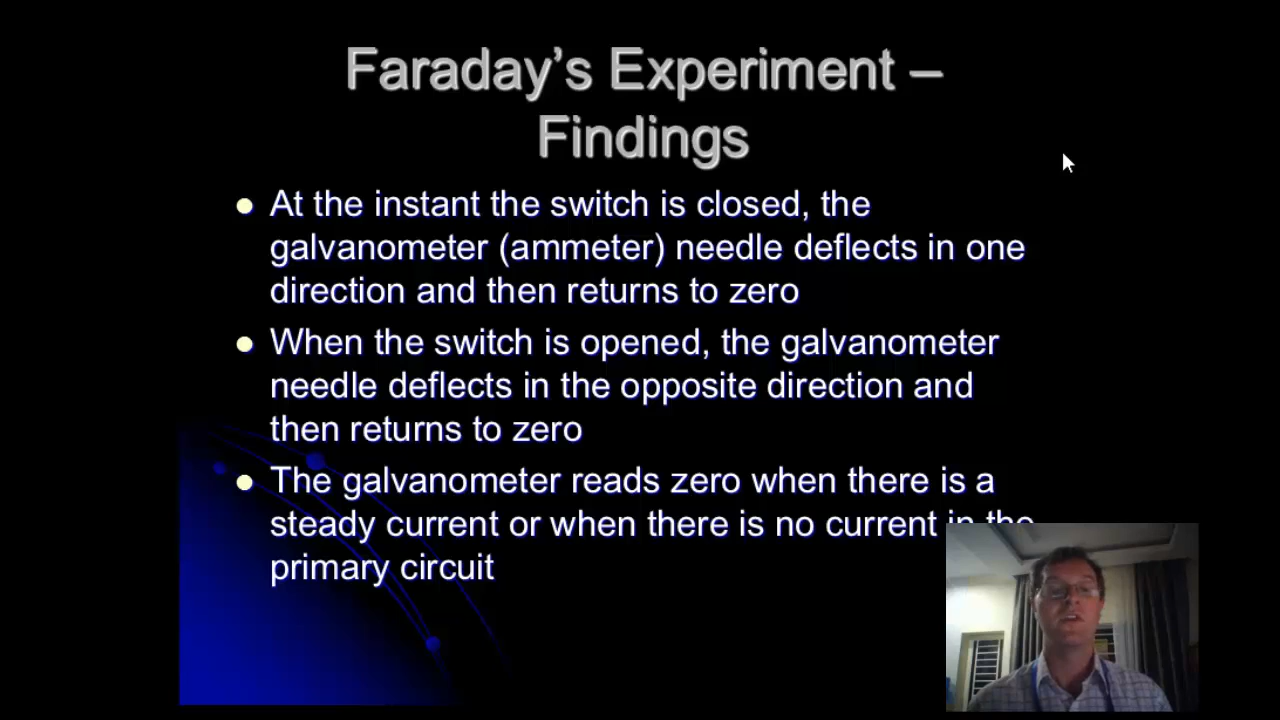 Faraday’s Experiment –
Findings
At the instant the switch is closed, the
galvanometer (ammeter) needle deflects in one
direction and then returns to zero
When the switch is opened, the galvanometer
needle deflects in the opposite direction and
then returns to zero
The galvanometer reads zero when there is a
steady current or when there is no current in the
primary circuit